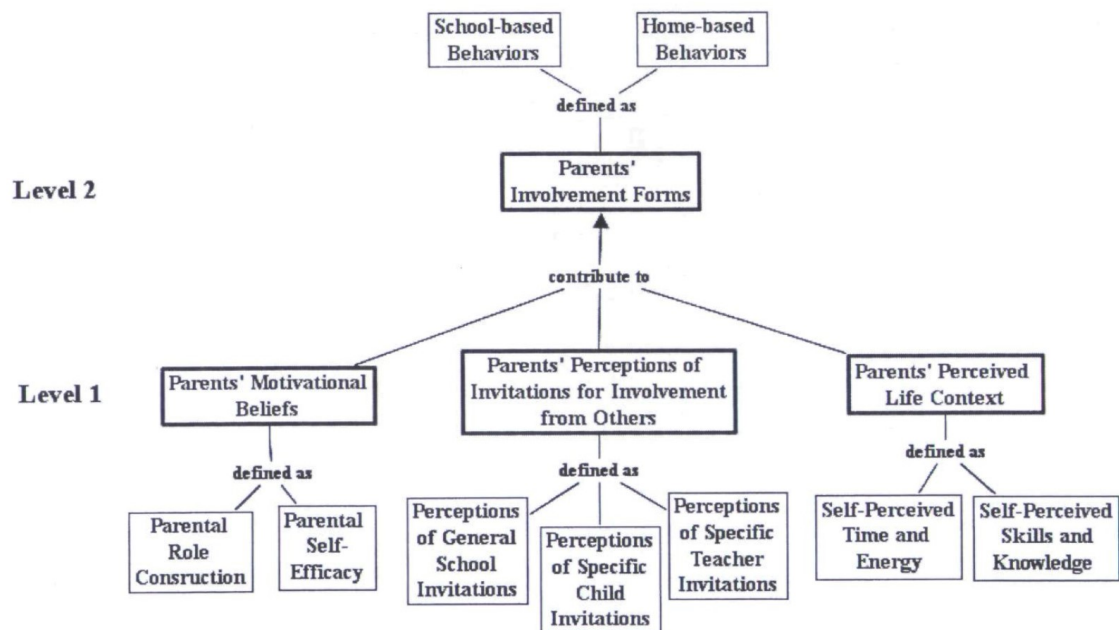 School-based
Behaviors
Home-based
Behaviors
defined as
Level 2
Parents'
Involvement Forms
contribute to
Level 1
Parents' Motivational
Beliefs
Parents' Perceptions of
Invitations for Involvement
from Others
Parents' Perceived
Life Context
defined as
defined as
defined as
Parental
Role
Consruction
Parental
Self-
Efficacy
Perceptions
of General
School
Invitations
Perceptions
of Specific
Child
Invitations
Perceptions
of Specific
Teacher
Invitations
Self-Perceived
Time and
Energy
Self-Perceived
Skills and
Knowledge